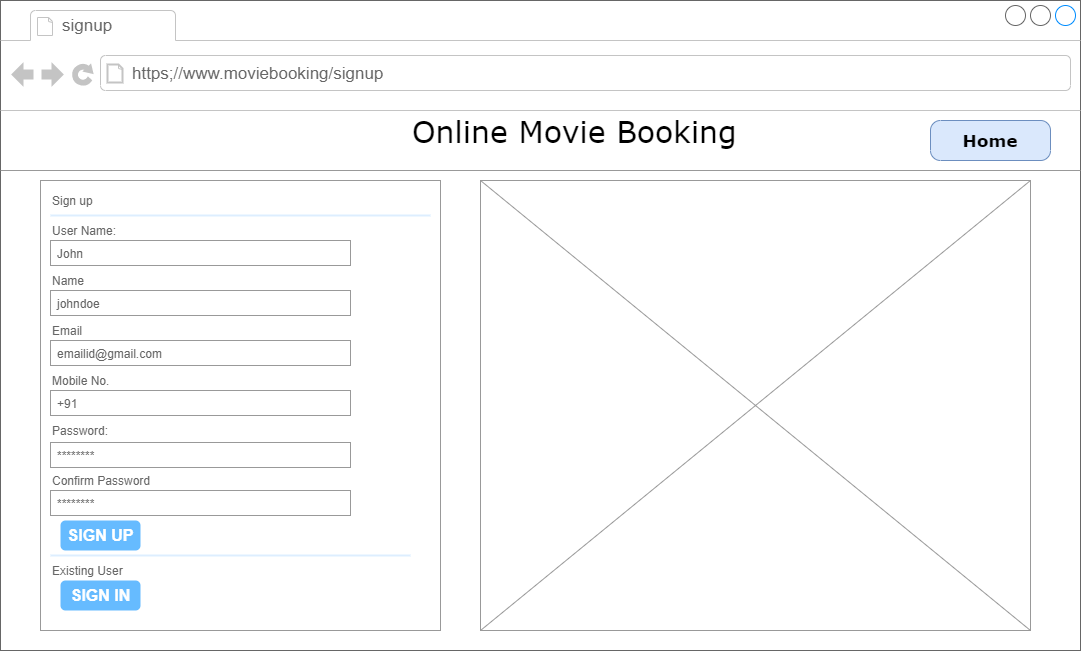 signup
https;//www.moviebooking/signup
Online Movie Booking
Home
Sign up
User Name:
John
Name
johndoe
Email
emailid@gmail.com
Mobile No.
+91
Password:
********
Confirm Password
********
SIGN UP
Existing User
SIGN IN